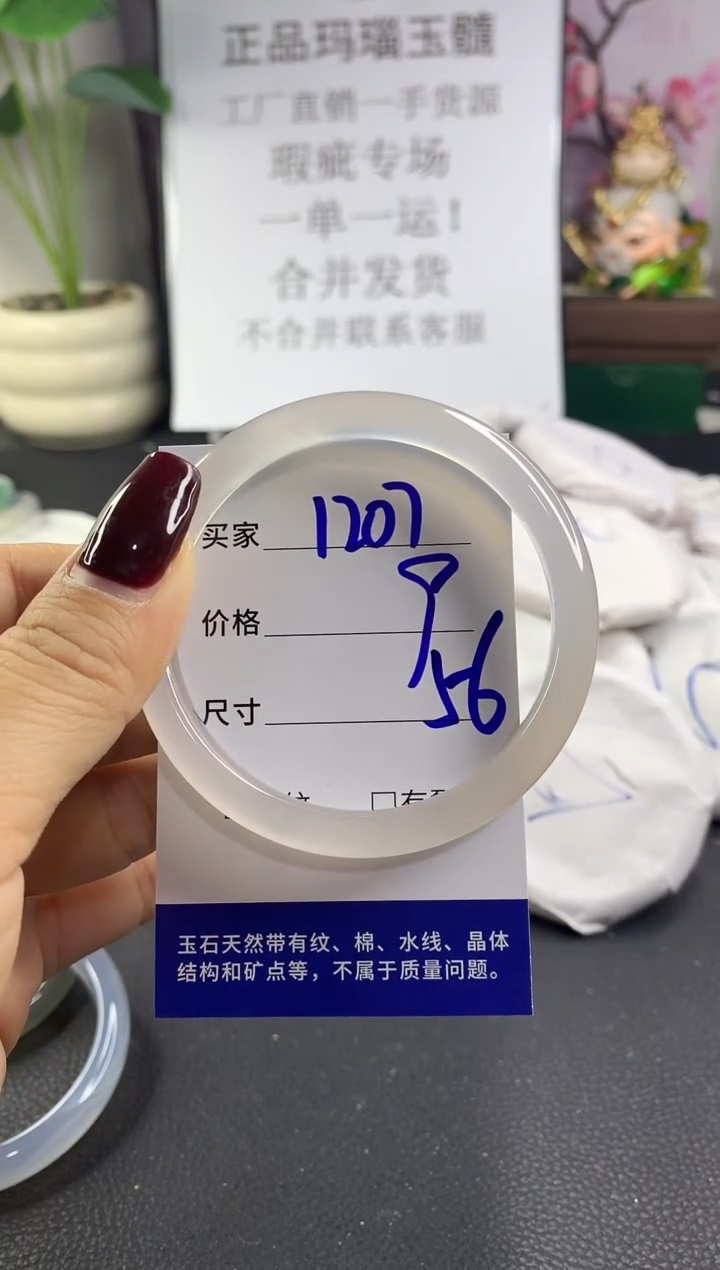 正品玛瑙玉髓
工厂直销一手货源
瑕疵专场
一单一运!
合并发货
不合并联系客服
买家 1207
价格
尺寸 56
玉石天然带有纹、棉、水线、晶体
结构和矿点等，不属于质量问题。